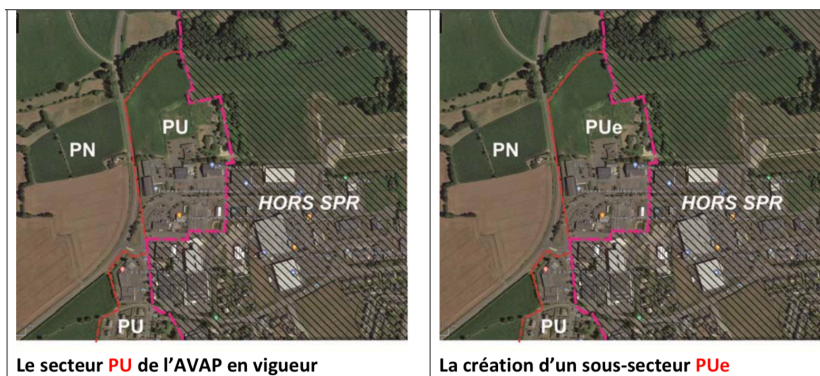 PU
PN
HORS SPR
PU
Le secteur PU de l’AVAP en vigueur
PUe
PN
HORS SPR
PU
La création d’un sous-secteur PUe